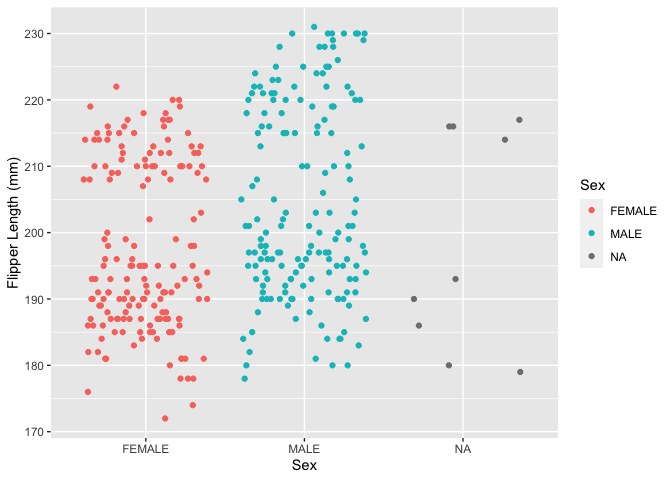 230
220
210
200
190
180
170
Flipper Length (mm)
FEMALE
MALE
NA
Sex
Sex
FEMALE
MALE
NA